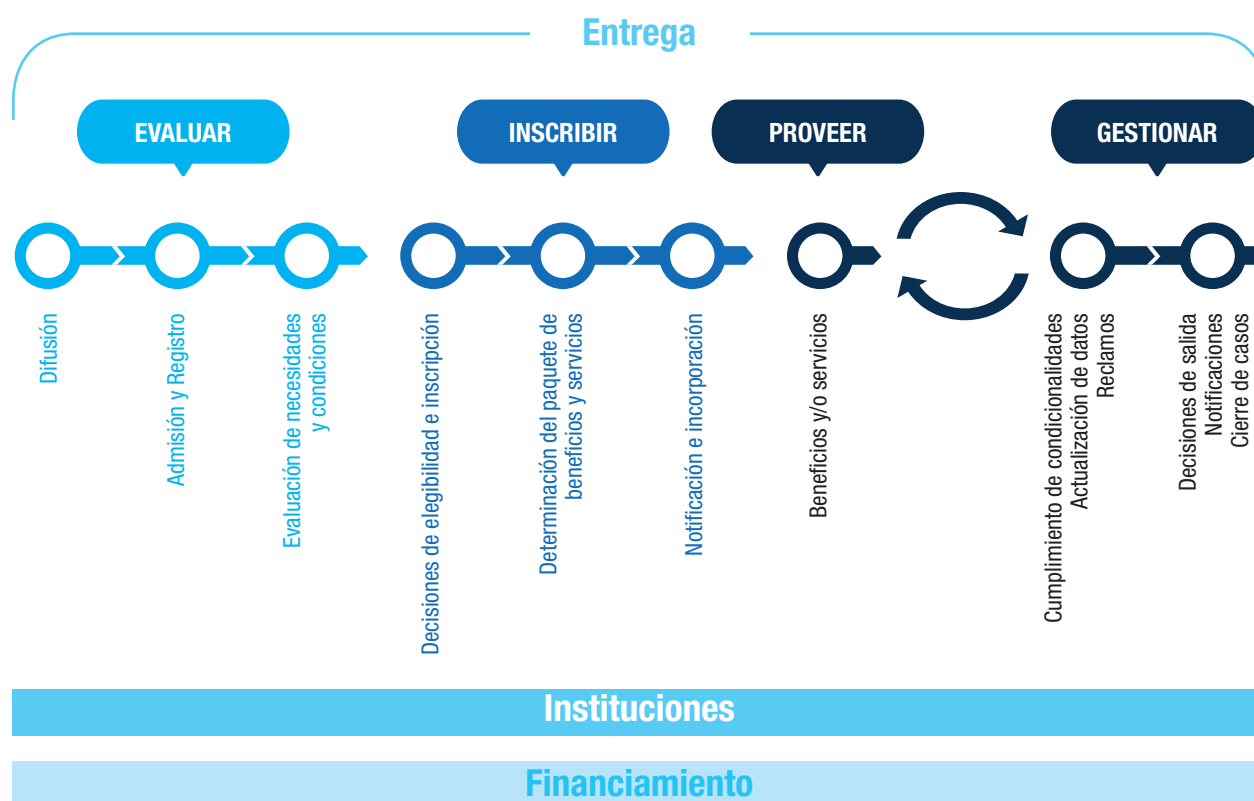 Entrega
EVALUAR
INSCRIBIR
PROVEER
GESTIONAR
Difusión
Admisión y Registro
Evaluación de necesidades
y condiciones
Decisiones de elegibilidad e inscripción
Determinación del paquete de
beneficios y servicios
Notificación e incorporación
Beneficios y/o servicios
Cumplimiento de condicionalidades
Actualización de datos
Reclamos
Decisiones de salida
Notificaciones
Cierre de casos
Instituciones
Financiamiento